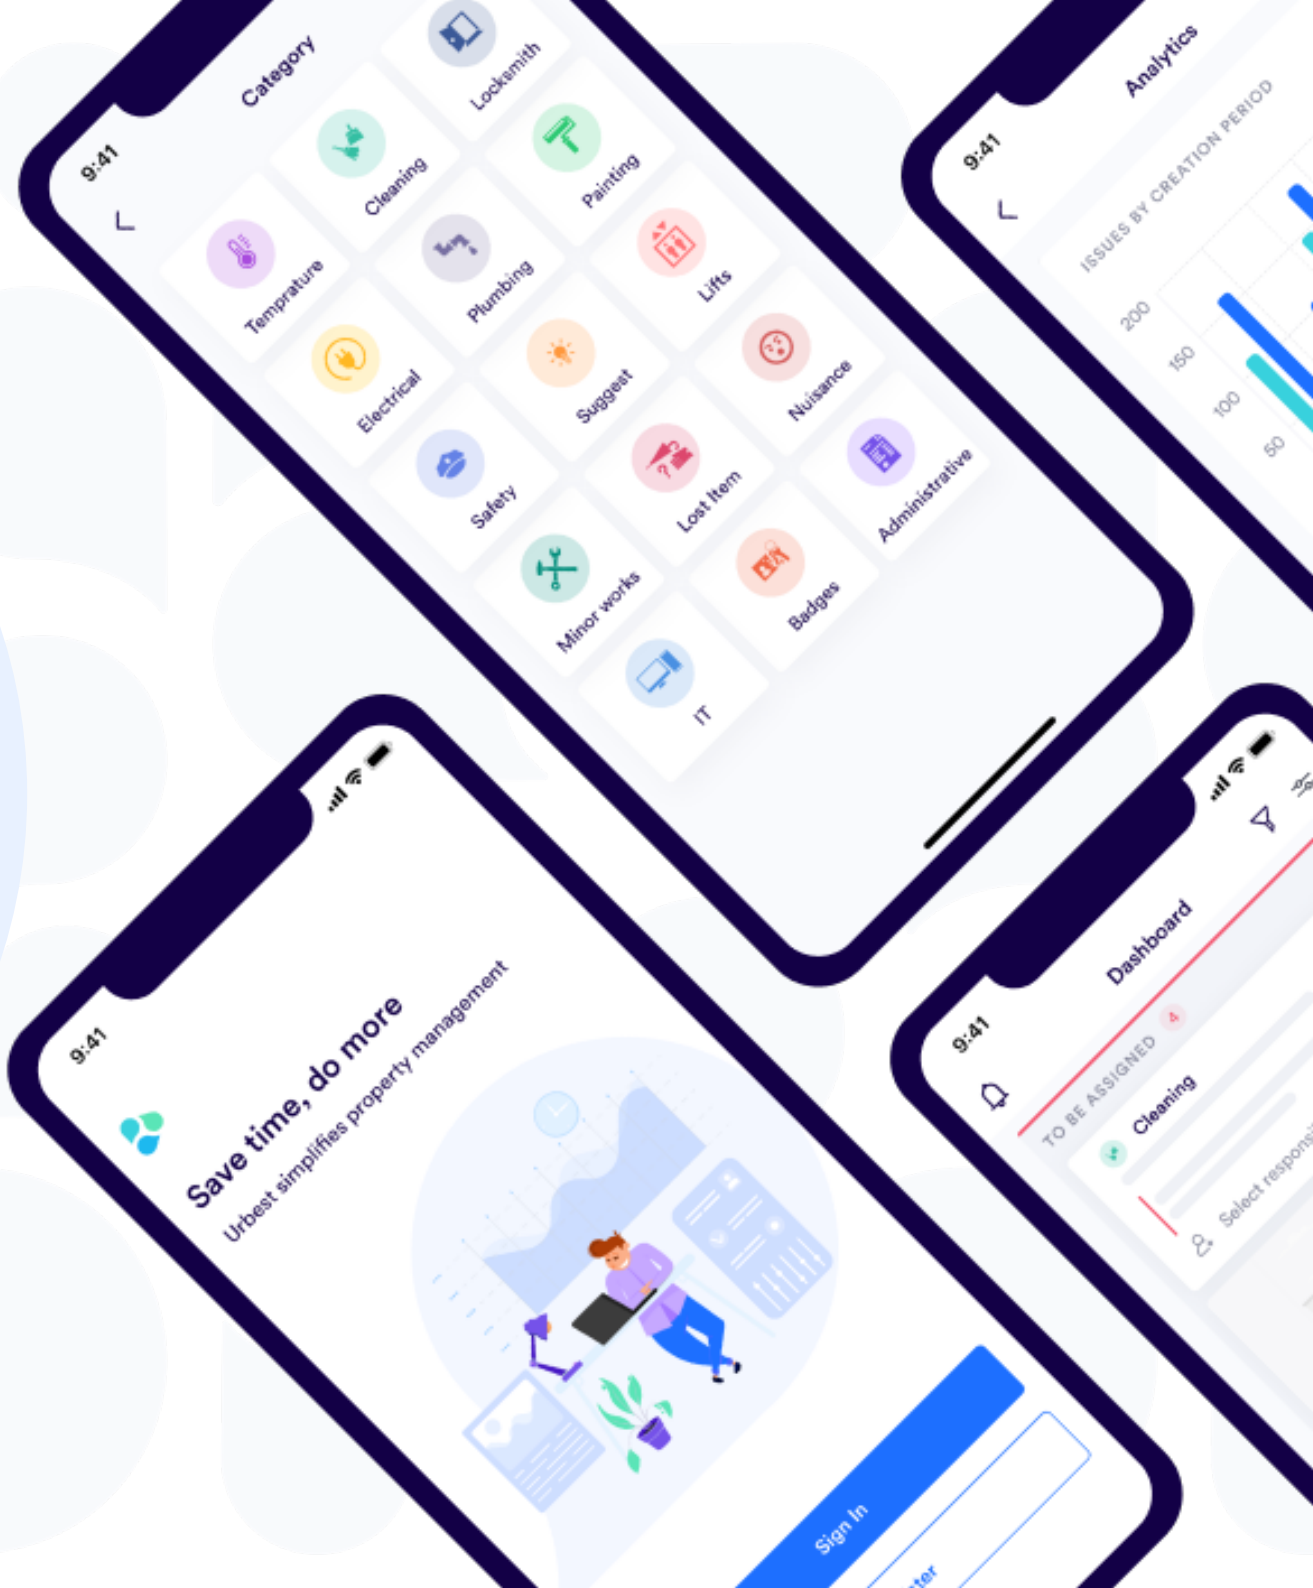 9:41
Category
Temprature
Cleaning
Locksmith
Electrical
Plumbing
Painting
Safety
Suggest
Lifts
Minor works
Lost Item
Nuisance
IT
Badges
Administrative
9:41
Analytics
ISSUES BY CREATION PERIOD
200
150
100
50
9:41
Save time, do more
Urbest simplifies property management
Sign In
9:41
Dashboard
TO BE ASSIGNED 4
Cleaning
Select